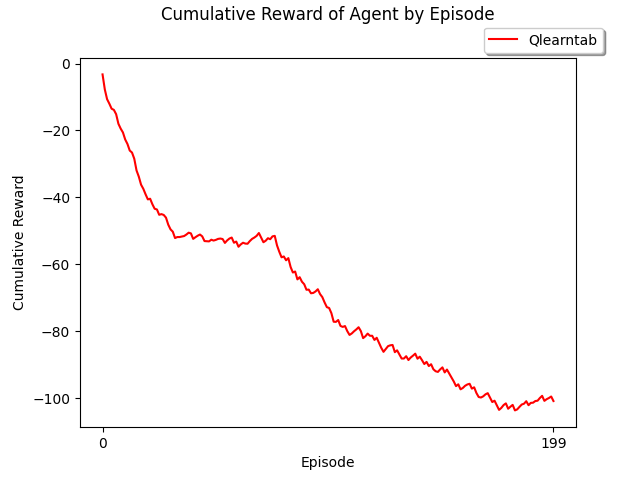 Cumulative Reward of Agent by Episode
Qlearntab
0
−20
−40
−60
−80
−100
Cumulative Reward
0
199
Episode